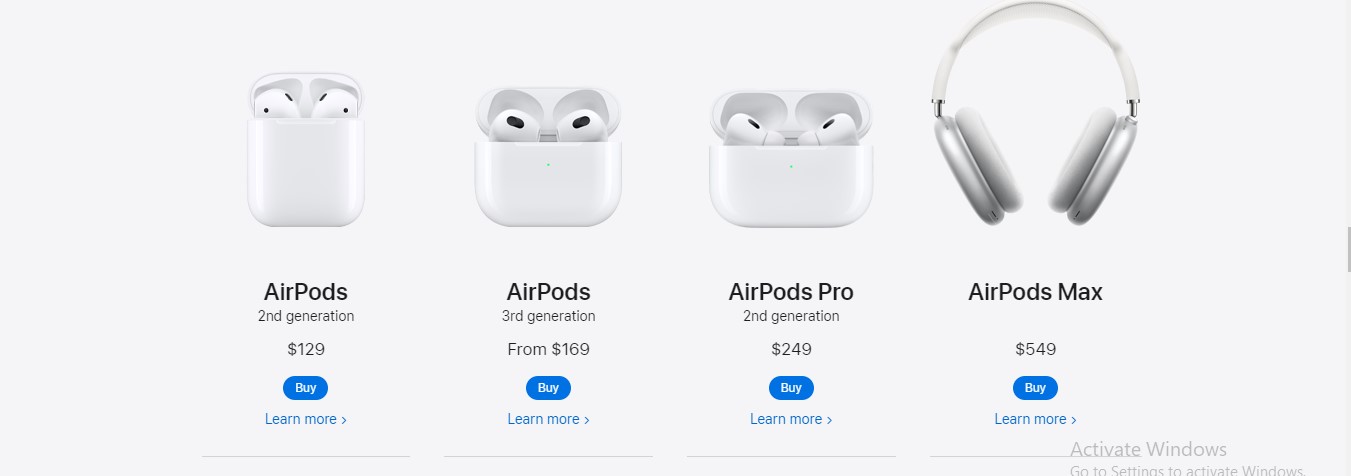 AirPods
2nd generation
$129
Buy
Learn more >
AirPods
3rd generation
From $169
Buy
Learn more >
AirPods Pro
2nd generation
$249
Buy
Learn more >
AirPods Max
$549
Buy
Learn more >
Activate Windows
Go to Settings to activate Windows.